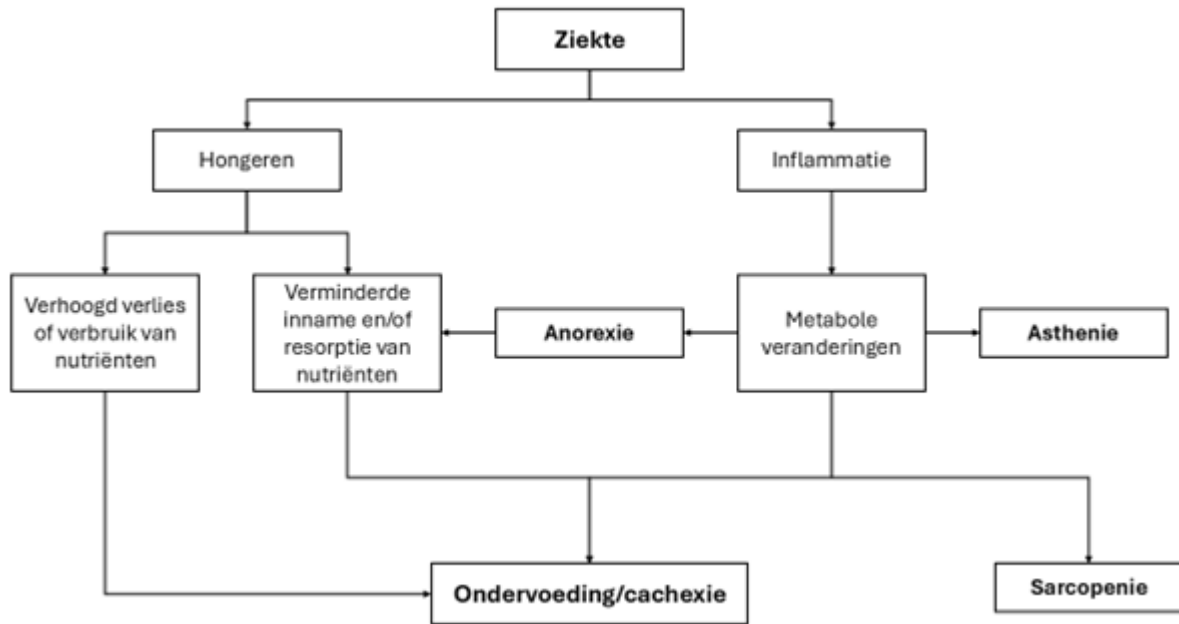 Ziekte
Hongeren
Inflammatie
Verhoogd verlies
of verbruik van
nutriënten
Verminderde
inname en/of
resorptie van
nutriënten
Anorexie
Metabole
veranderingen
Asthenie
Ondervoeding/cachexie
Sarcopenie